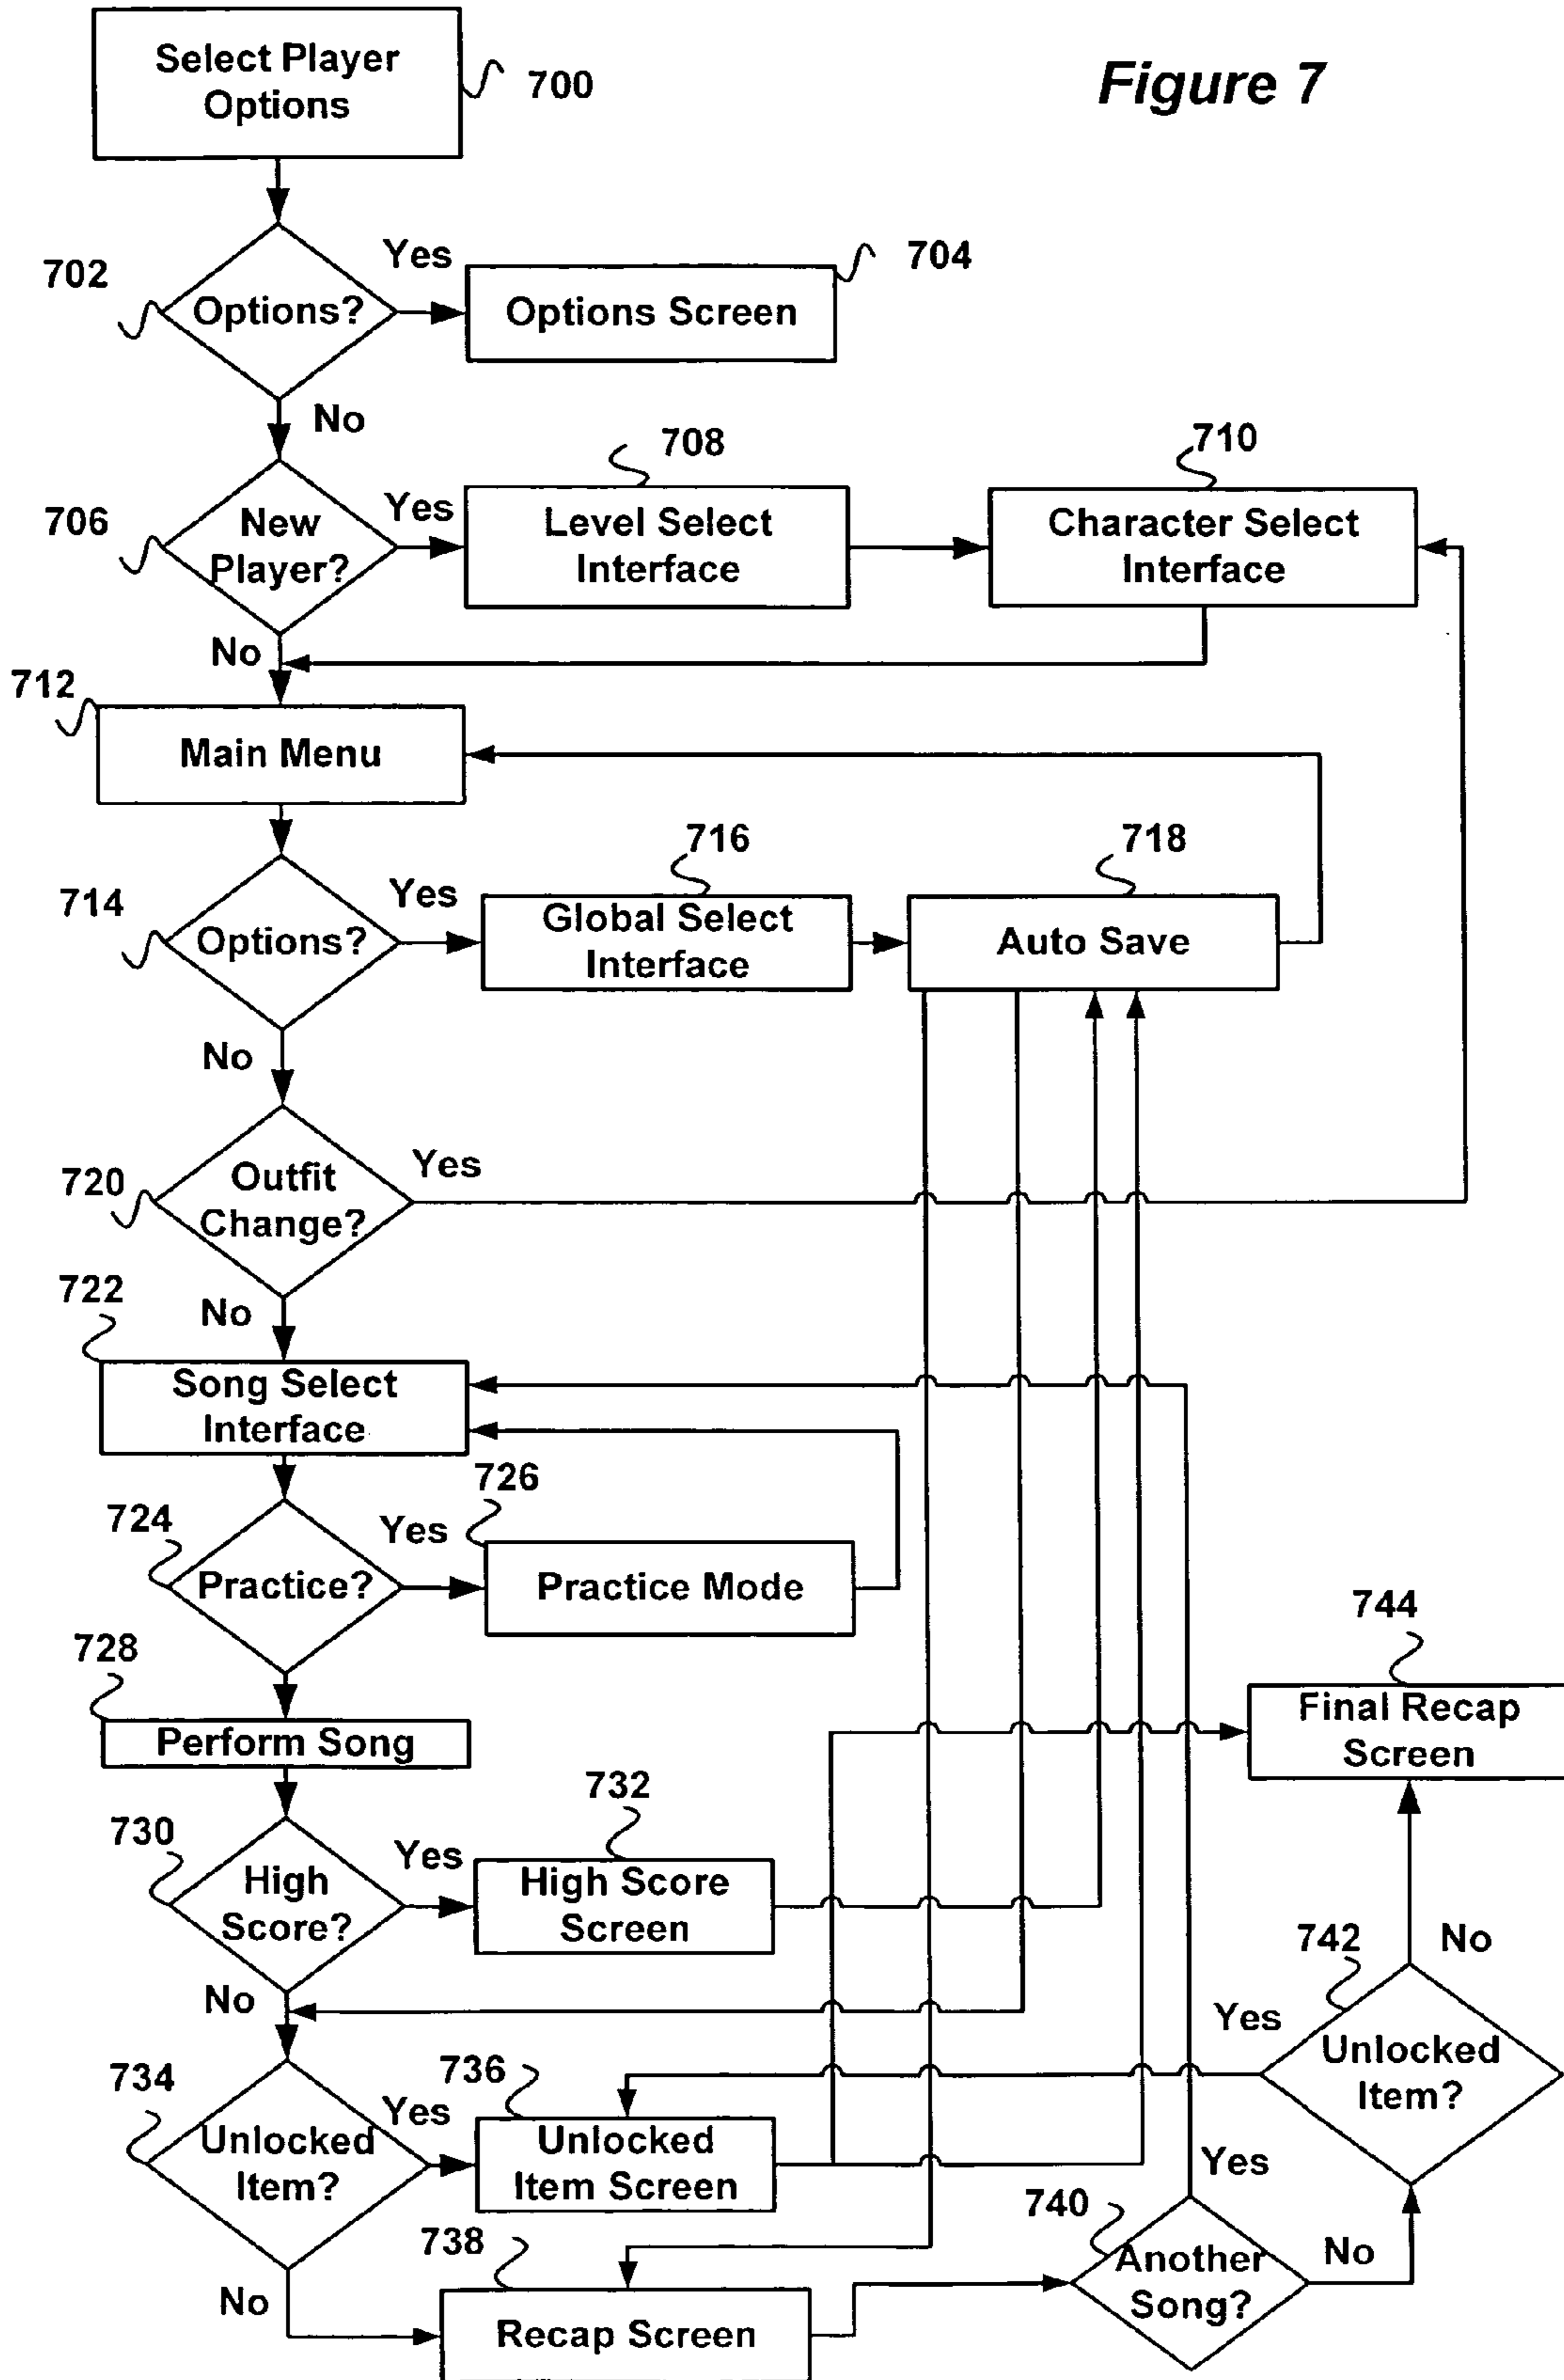 Select Player
Options
700
Figure 7
702
Options?
Yes
Options Screen
704
No
706
New
Player?
Yes
708
Level Select
Interface
710
Character Select
Interface
No
712
Main Menu
714
Options?
Yes
716
Global Select
Interface
718
Auto Save
No
720
Outfit
Change?
Yes
No
722
Song Select
Interface
724
Practice?
Yes
726
Practice Mode
728
Perform Song
744
Final Recap
Screen
730
High
Score?
Yes
732
High Score
Screen
No
742
No
Yes
Unlocked
Item?
734
Unlocked
Item?
Yes
736
Unlocked
Item Screen
No
738
Recap Screen
740
Yes
Another
Song?
No